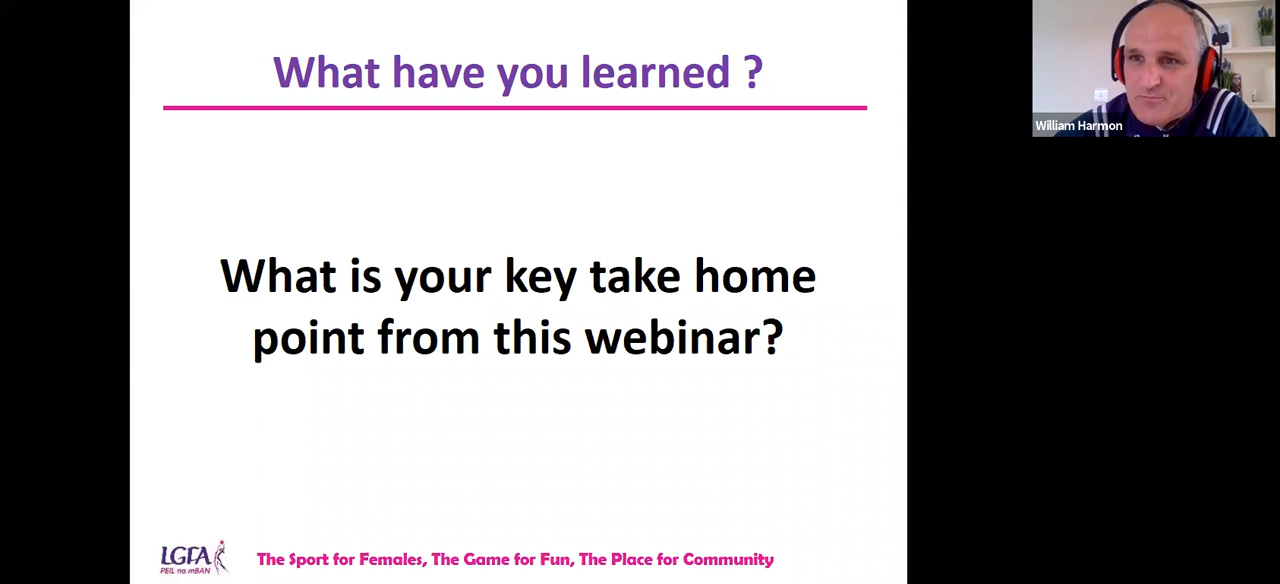 What have you learned ?
William Harmon
What is your key take home
point from this webinar?
LGFA
PEIL na mBAN
The Sport for Females, The Game for Fun, The Place for Community